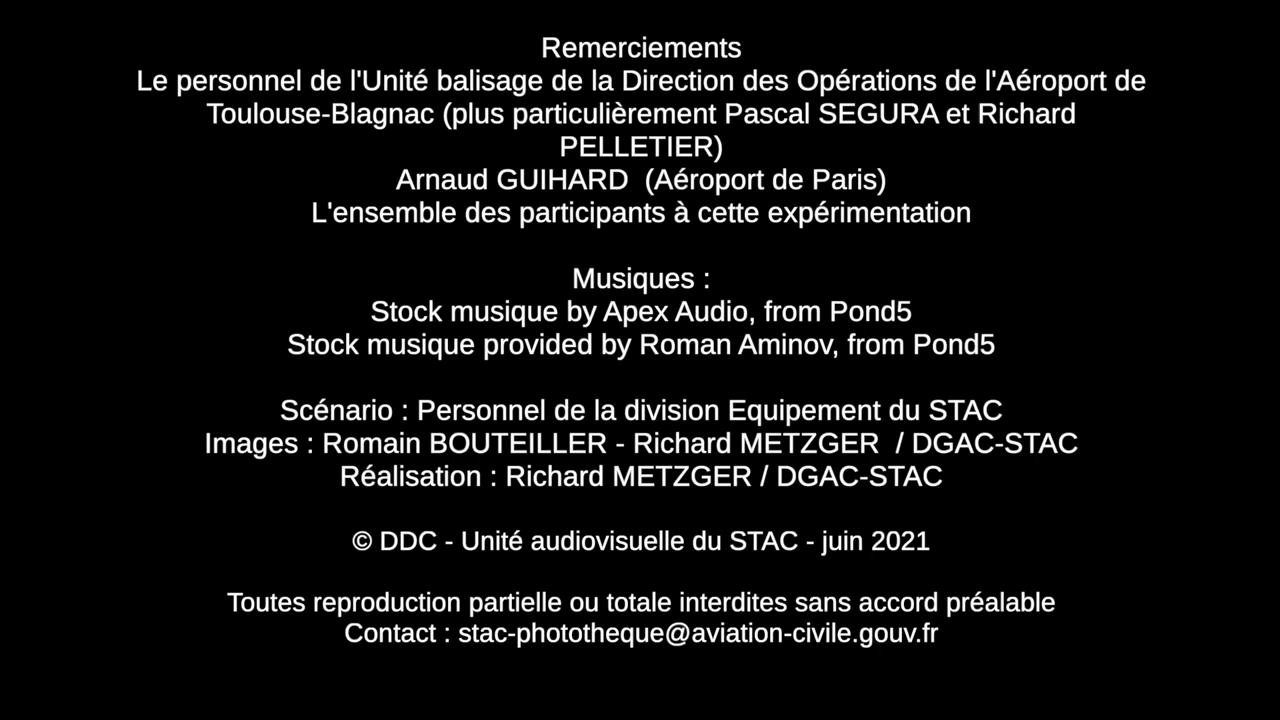 Remerciements
Le personnel de l'Unité balisage de la Direction des Opérations de l'Aéroport de
Toulouse-Blagnac (plus particulièrement Pascal SEGURA et Richard
PELLETIER)
Arnaud GUIHARD  (Aéroport de Paris)
L'ensemble des participants à cette expérimentation
Musiques :
Stock musique by Apex Audio, from Pond5
Stock musique provided by Roman Aminov, from Pond5
Scénario : Personnel de la division Equipement du STAC
Images : Romain BOUTEILLER - Richard METZGER  / DGAC-STAC
Réalisation : Richard METZGER / DGAC-STAC
© DDC - Unité audiovisuelle du STAC - juin 2021
Toutes reproduction partielle ou totale interdites sans accord préalable
Contact : stac-phototheque@aviation-civile.gouv.fr